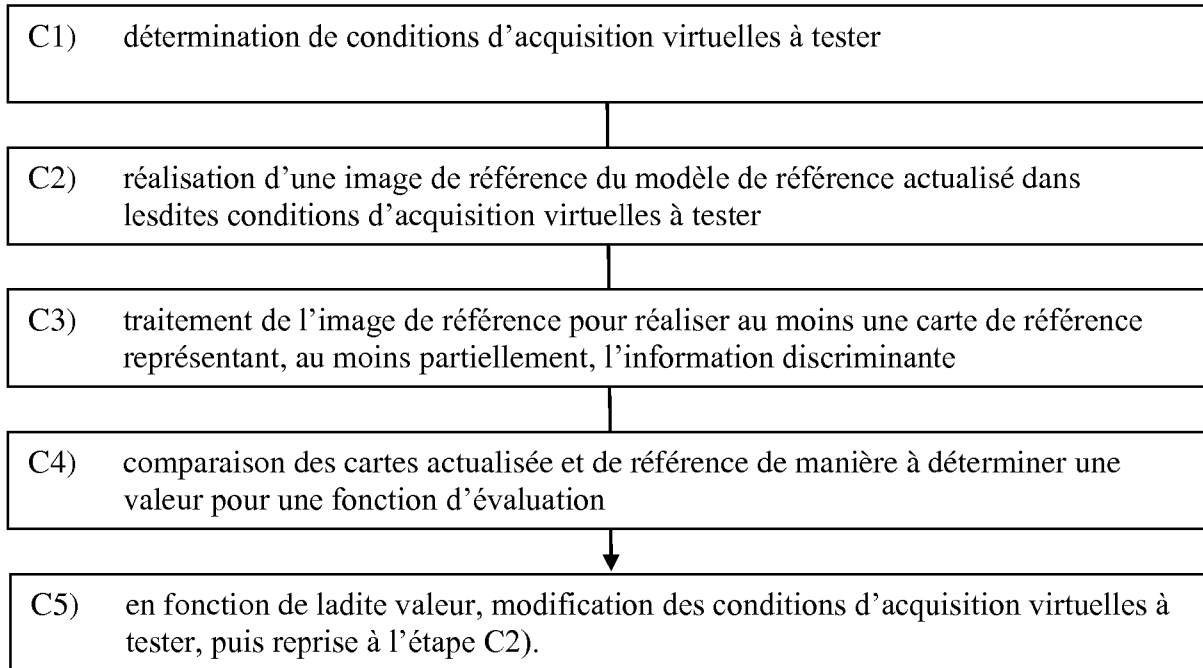 C1) détermination de conditions d'acquisition virtuelles à tester
C2) réalisation d'une image de référence du modèle de référence actualisé dans
lesdites conditions d'acquisition virtuelles à tester
C3) traitement de l'image de référence pour réaliser au moins une carte de référence
représentant, au moins partiellement, l'information discriminante
C4) comparaison des cartes actualisée et de référence de manière à déterminer une
valeur pour une fonction d'évaluation
C5) en fonction de ladite valeur, modification des conditions d'acquisition virtuelles à
tester, puis reprise à l'étape C2).